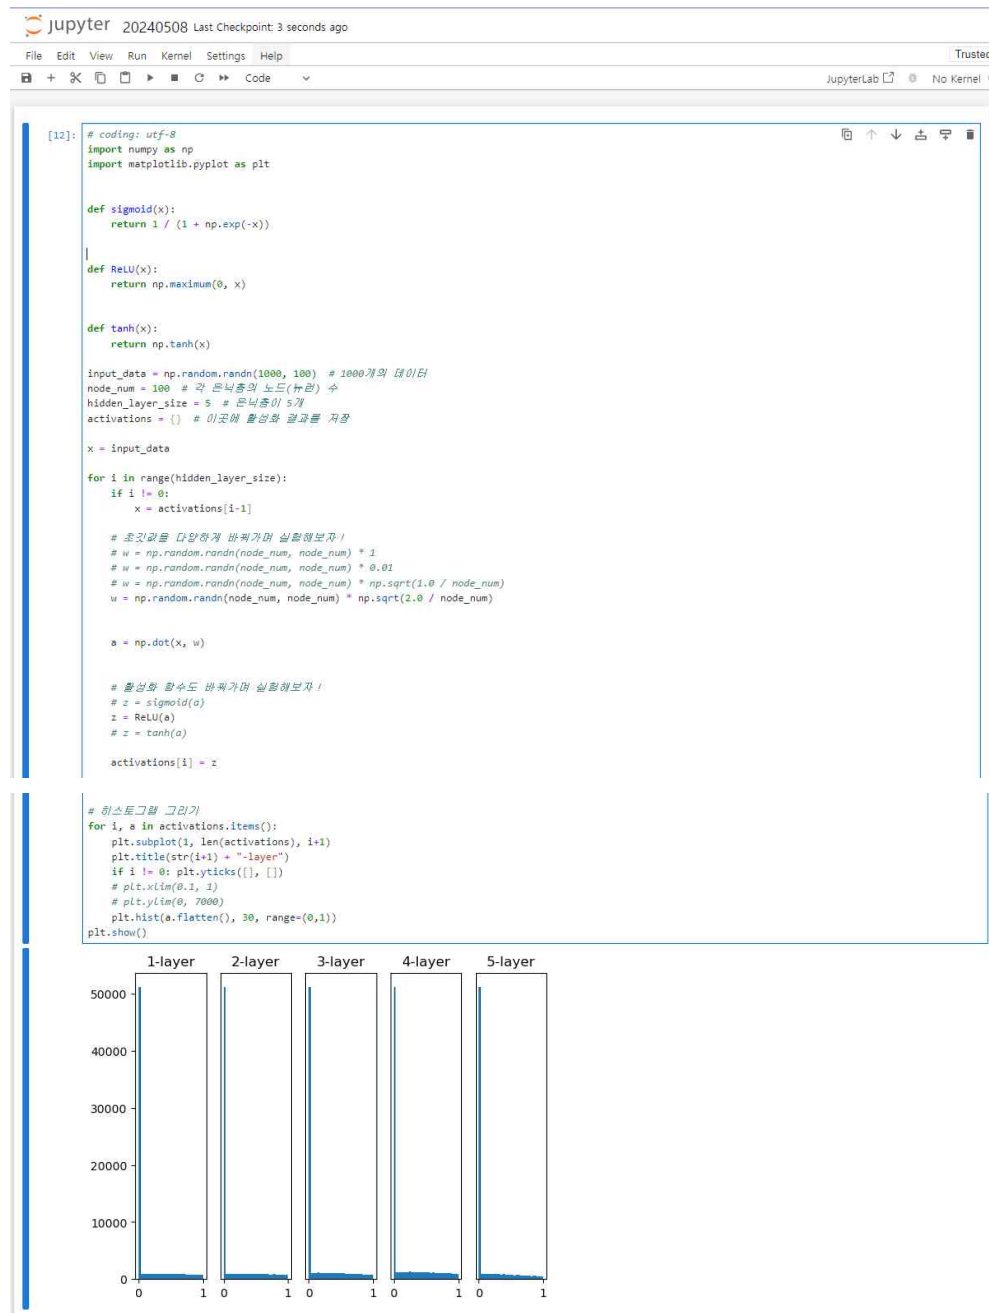 jupyter 20240508 Last Checkpoint: 3 seconds ago
File Edit View Run Kernel Settings Help Trusted
Code JupyterLab No Kernel
[12]: # coding: utf-8
import numpy as np
import matplotlib.pyplot as plt
def sigmoid(x):
return 1 / (1 + np.exp(-x))
def ReLU(x):
return np.maximum(0, x)
def tanh(x):
return np.tanh(x)
input_data = np.random.randn(1000, 100) # 1000개의 데이터
node_num = 100 # 각 은닉층의 노드(뉴런) 수
hidden_layer_size = 5 # 은닉층이 5개
activations = {} # 이곳에 활성화 결과를 저장
x = input_data
for i in range(hidden_layer_size):
if i != 0:
x = activations[i-1]
# 초깃값을 다양하게 바꿔가며 실험해보자!
# w = np.random.randn(node_num, node_num) * 1
# w = np.random.randn(node_num, node_num) * 0.01
# w = np.random.randn(node_num, node_num) * np.sqrt(1.0 / node_num)
w = np.random.randn(node_num, node_num) * np.sqrt(2.0 / node_num)
a = np.dot(x, w)
# 활성화 함수도 바꿔가며 실험해보자!
# z = sigmoid(a)
z = ReLU(a)
# z = tanh(a)
activations[i] = z
# 히스토그램 그리기
for i, a in activations.items():
plt.subplot(1, len(activations), i+1)
plt.title(str(i+1) + "-layer")
if i != 0: plt.yticks([], [])
# plt.xlim(0.1, 1)
# plt.ylim(0, 7000)
plt.hist(a.flatten(), 30, range=(0,1))
plt.show()
1-layer 2-layer 3-layer 4-layer 5-layer
50000
40000
30000
20000
10000
0
0 1 0 1 0 1 0 1 0 1